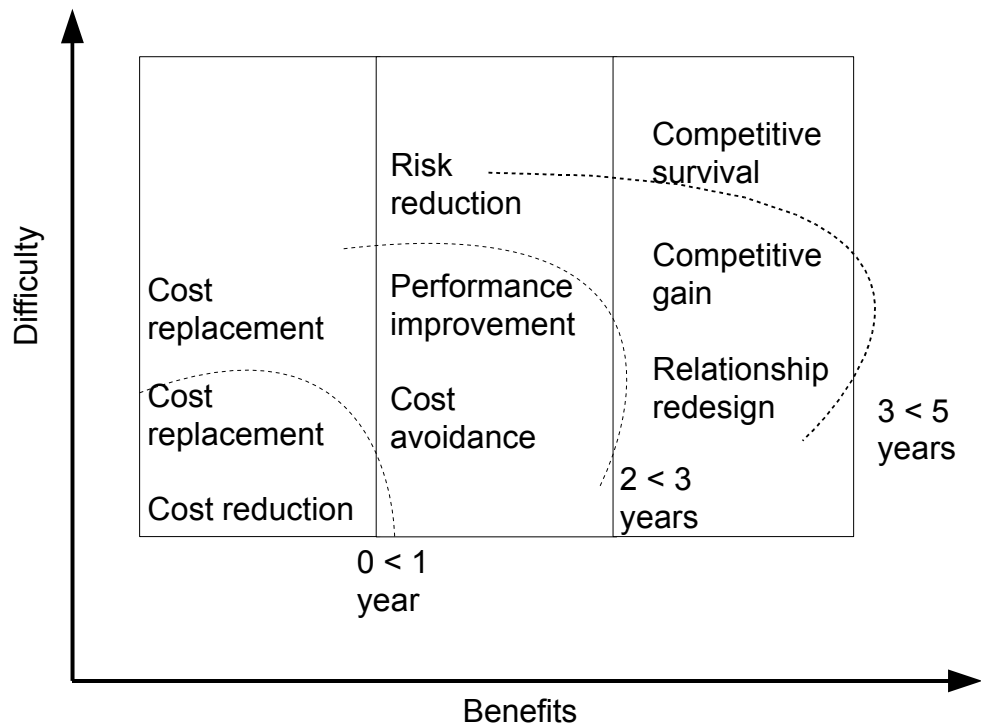 Difficulty
Cost
replacement
Cost
replacement
Cost reduction
Risk
reduction
Performance
improvement
Cost
avoidance
Competitive
survival
Competitive
gain
Relationship
redesign
0 < 1
year
2 < 3
years
3 < 5
years
Benefits